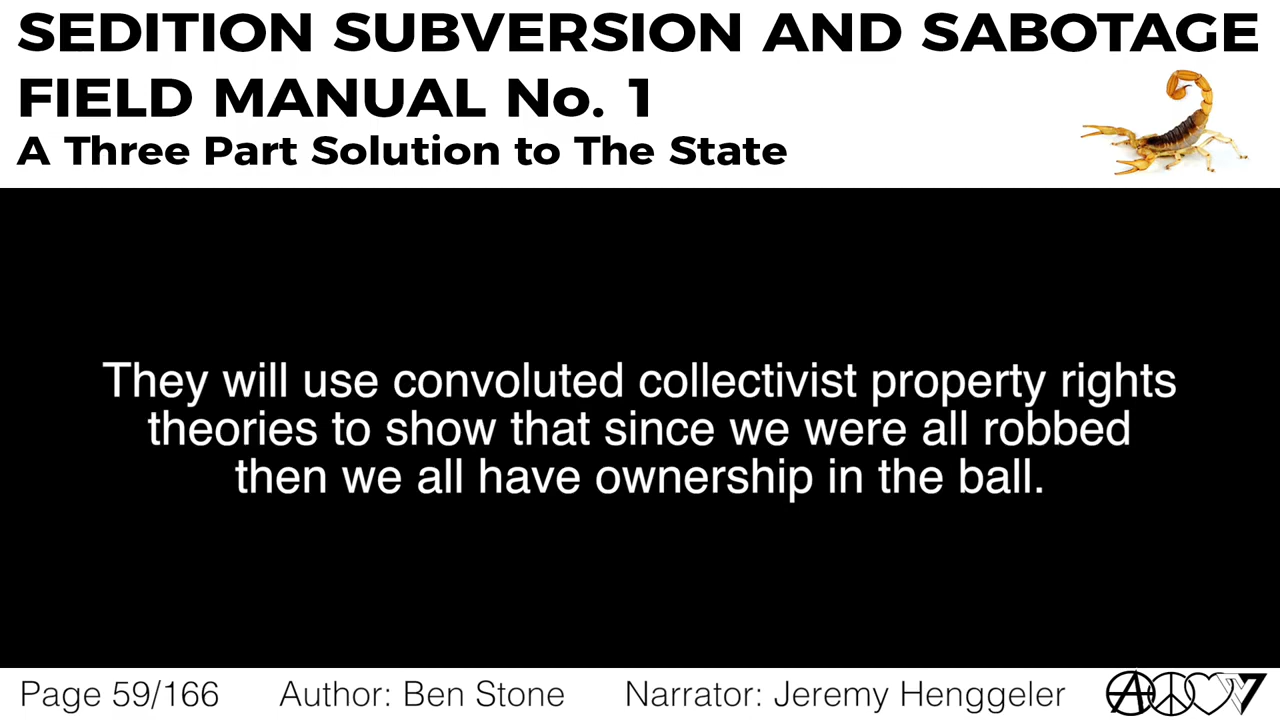 SEDITION SUBVERSION AND SABOTAGE
FIELD MANUAL No. 1
A Three Part Solution to The State
They will use convoluted collectivist property rights
theories to show that since we were all robbed
then we all have ownership in the ball.
Page 59/166 Author: Ben Stone Narrator: Jeremy Henggeler